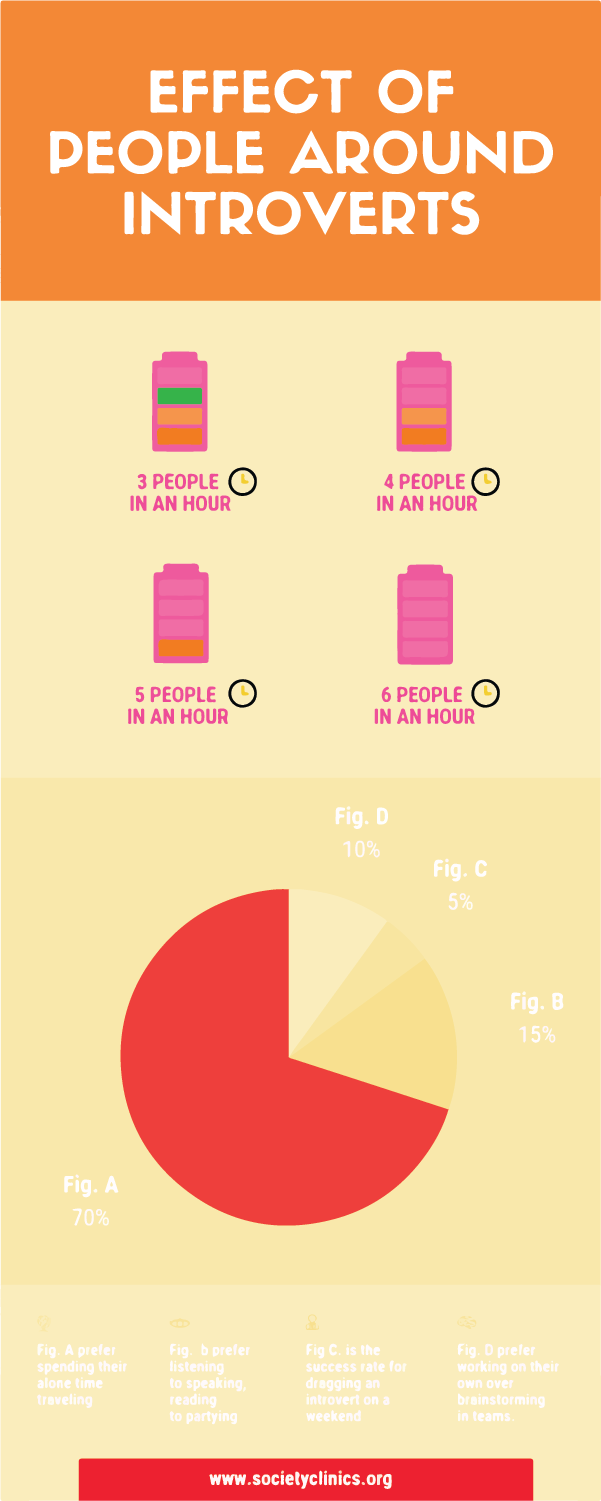 EFFECT OF
PEOPLE AROUND
INTROVERTS
3 PEOPLE
IN AN HOUR
4 PEOPLE
IN AN HOUR
5 PEOPLE
IN AN HOUR
6 PEOPLE
IN AN HOUR
Fig. D
10%
Fig. C
5%
Fig. B
15%
Fig. A
70%
Fig. A prefer
spending their
alone time
traveling
Fig. b prefer
listening
to speaking,
reading
to partying
Fig C. is the
success rate for
dragging an
introvert on a
weekend
Fig. D prefer
working on their
own over
brainstorming
in teams.
www.societyclinics.org